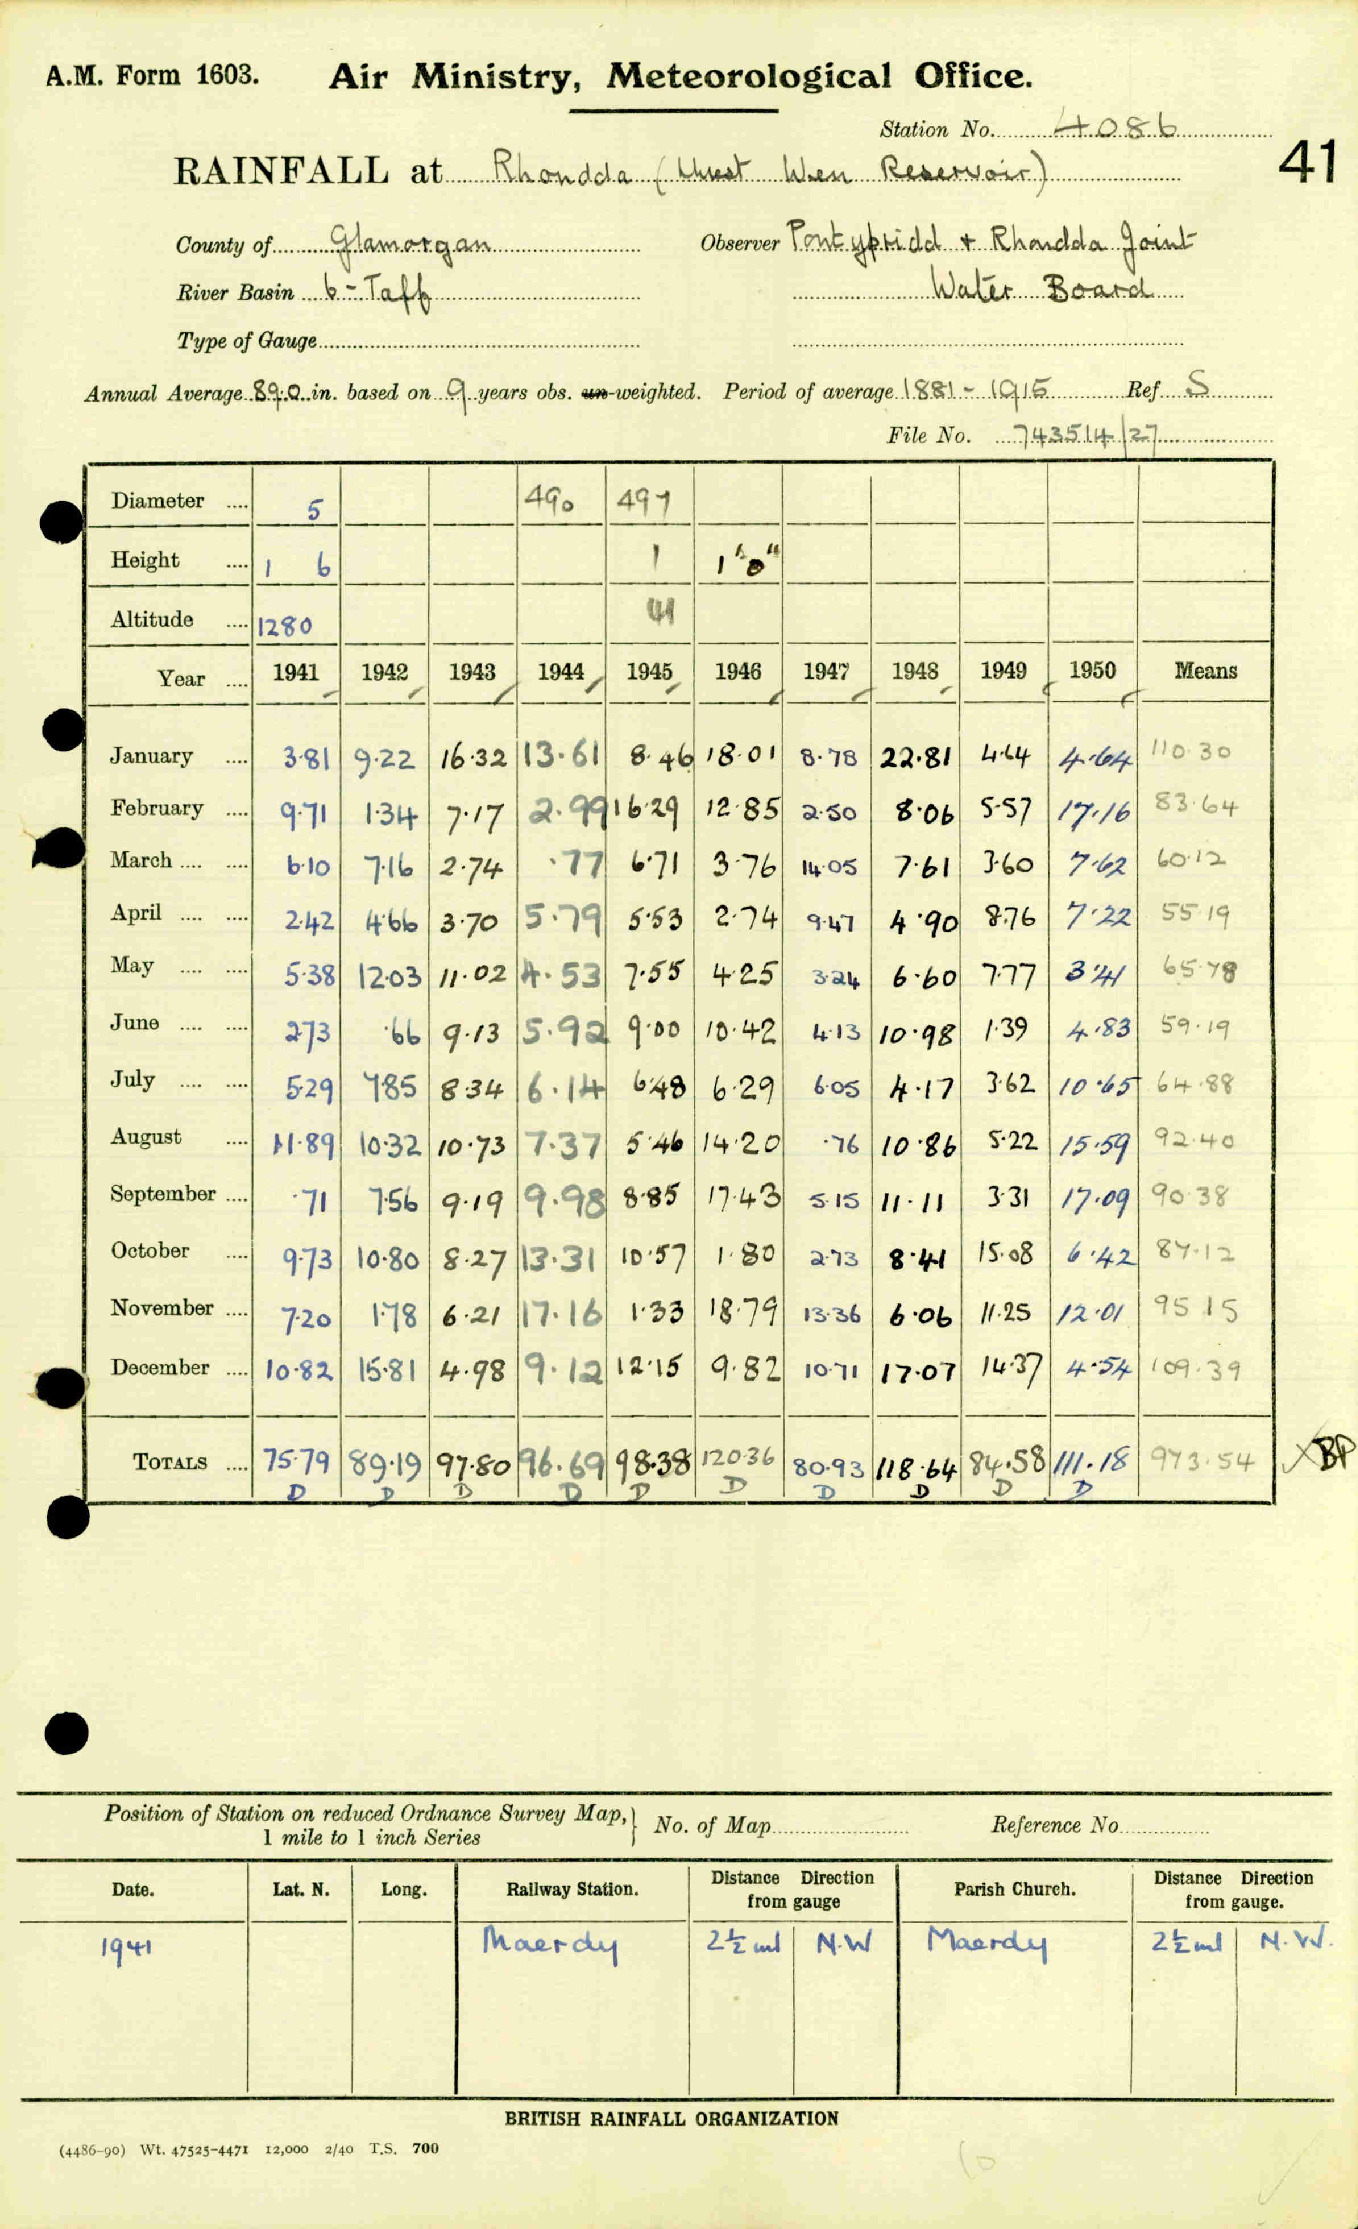 A.M. Form 1603. Air Ministry, Meteorological Office.
Station No. 4086
41
RAINFALL at Rhondda (Lluest Wen Reservoir)
County of Glamorgan Observer Pontypridd + Rhondda Joint
River Basin 6-Taff Water Board
Type of Gauge
Annual Average 89.0 in. based on 9 years obs. un-weighted. Period of average 1881-1915 Ref. S
File No. 743514/27
Diameter .... 5 490 497
Height .... 1 6 1 1' 0"
Altitude .... 1280 41
Year .... 1941 1942 1943 1944 1945 1946 1947 1948 1949 1950 Means
January .... 3.81 9.22 16.32 13.61 8.46 18.01 8.78 22.81 4.64 4.64 110.30
February .... 9.71 1.34 7.17 2.99 16.29 12.85 2.50 8.06 5.57 17.16 83.64
March .... .... 6.10 7.16 2.74 .77 6.71 3.76 14.05 7.61 3.60 7.62 60.12
April .... .... 2.42 4.66 3.70 5.79 5.53 2.74 9.47 4.90 8.76 7.22 55.19
May .... .... 5.38 12.03 11.02 4.53 7.55 4.25 3.24 6.60 7.77 3.41 65.78
June .... .... 2.73 .66 9.13 5.92 9.00 10.42 4.13 10.98 1.39 4.83 59.19
July .... .... 5.29 7.85 8.34 6.14 6.48 6.29 6.05 4.17 3.62 10.65 64.88
August .... 11.89 10.32 10.73 7.37 5.46 14.20 .76 10.86 5.22 15.59 92.40
September .... .71 7.56 9.19 9.98 8.85 17.43 5.15 11.11 3.31 17.09 90.38
October .... 9.73 10.80 8.27 13.31 10.57 1.80 2.73 8.41 15.08 6.42 87.12
November .... 7.20 1.78 6.21 17.16 1.33 18.79 13.36 6.06 11.25 12.01 95.15
December .... 10.82 15.81 4.98 9.12 12.15 9.82 10.71 17.07 14.37 4.54 109.39
TOTALS .... 75.79 89.19 97.80 96.69 98.38 120.36 80.93 118.64 84.58 111.18 973.54 BP
D D D D D D D D D D
Position of Station on reduced Ordnance Survey Map, } No. of Map Reference No.
1 mile to 1 inch Series
Date. Lat. N. Long. Railway Station. Distance Direction from gauge Parish Church. Distance Direction from gauge.
1941 Maerdy 2½ ml N.W Maerdy 2½ ml N.W.
BRITISH RAINFALL ORGANIZATION
(4486-90) Wt. 47525-4471 12,000 2/40 T.S. 700
10